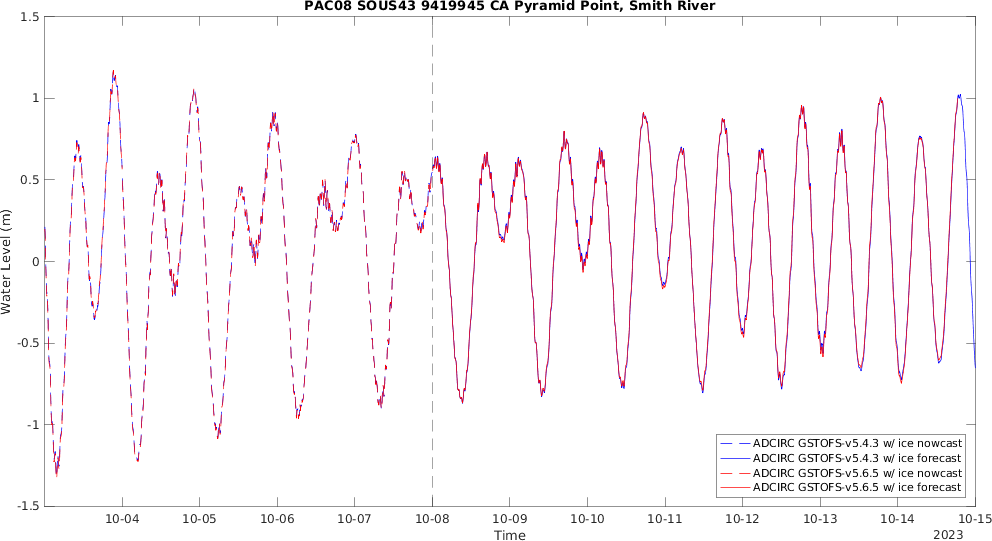 PAC08 SOUS43 9419945 CA Pyramid Point, Smith River
1.5
1
0.5
0
-0.5
-1
-1.5
Water Level (m)
10-04 10-05 10-06 10-07 10-08 10-09 10-10 10-11 10-12 10-13 10-14 10-15
Time
2023
ADCIRC GSTOFS-v5.4.3 w/ ice nowcast
ADCIRC GSTOFS-v5.4.3 w/ ice forecast
ADCIRC GSTOFS-v5.6.5 w/ ice nowcast
ADCIRC GSTOFS-v5.6.5 w/ ice forecast